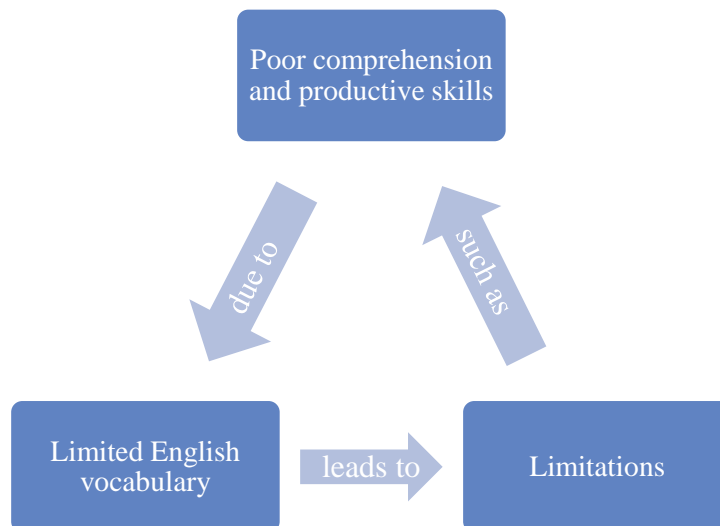 Poor comprehension
and productive skills
due to
such as
Limited English
vocabulary
leads to
Limitations